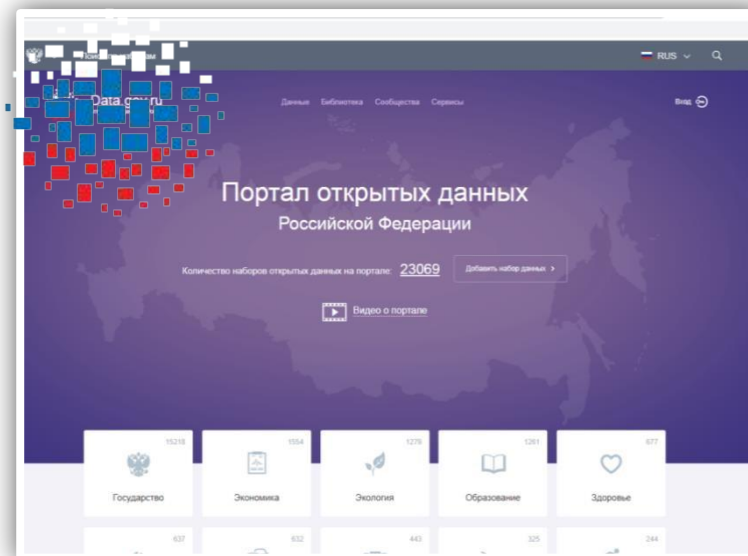 RUS
Data.gov.ru
Данные Библиотека Сообщества Сервисы
Вход
Портал открытых данных
Российской Федерации
Количество наборов открытых данных на портале: 23069
Добавить набор данных >
Видео о портале
15218 1554 1278 1261 677
Государство Экономика Экология Образование Здоровье
637 632 443 325 244